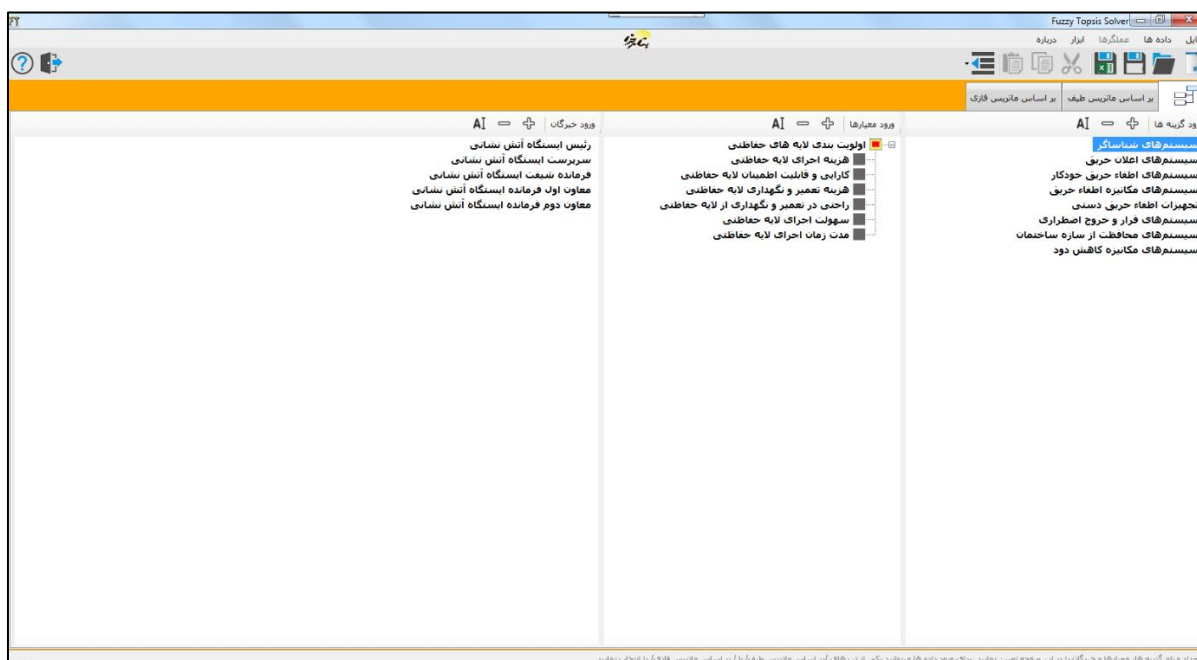 Fuzzy Topsis Solver
فایل داده ها عملگرها ابزار درباره
بر اساس ماتریس طیف
بر اساس ماتریس فازی
ورود گزینه ها
سیستم‌های شناساگر
سیستم‌های اعلان حریق
سیستم‌های اطفاء حریق خودکار
سیستم‌های مکانیزه اطفاء حریق
تجهیزات اطفاء حریق دستی
سیستم‌های فرار و خروج اضطراری
سیستم‌های محافظت از سازه ساختمان
سیستم‌های مکانیزه کاهش دود
ورود معیارها
اولویت بندی لایه های حفاظتی
هزینه اجرای لایه حفاظتی
کارایی و قابلیت اطمینان لایه حفاظتی
هزینه تعمیر و نگهداری لایه حفاظتی
راحتی در تعمیر و نگهداری از لایه حفاظتی
سهولت اجرای لایه حفاظتی
مدت زمان اجرای لایه حفاظتی
ورود خبرگان
رئیس ایستگاه آتش نشانی
سرپرست ایستگاه آتش نشانی
فرمانده شیفت ایستگاه آتش نشانی
معاون اول فرمانده ایستگاه آتش نشانی
معاون دوم فرمانده ایستگاه آتش نشانی